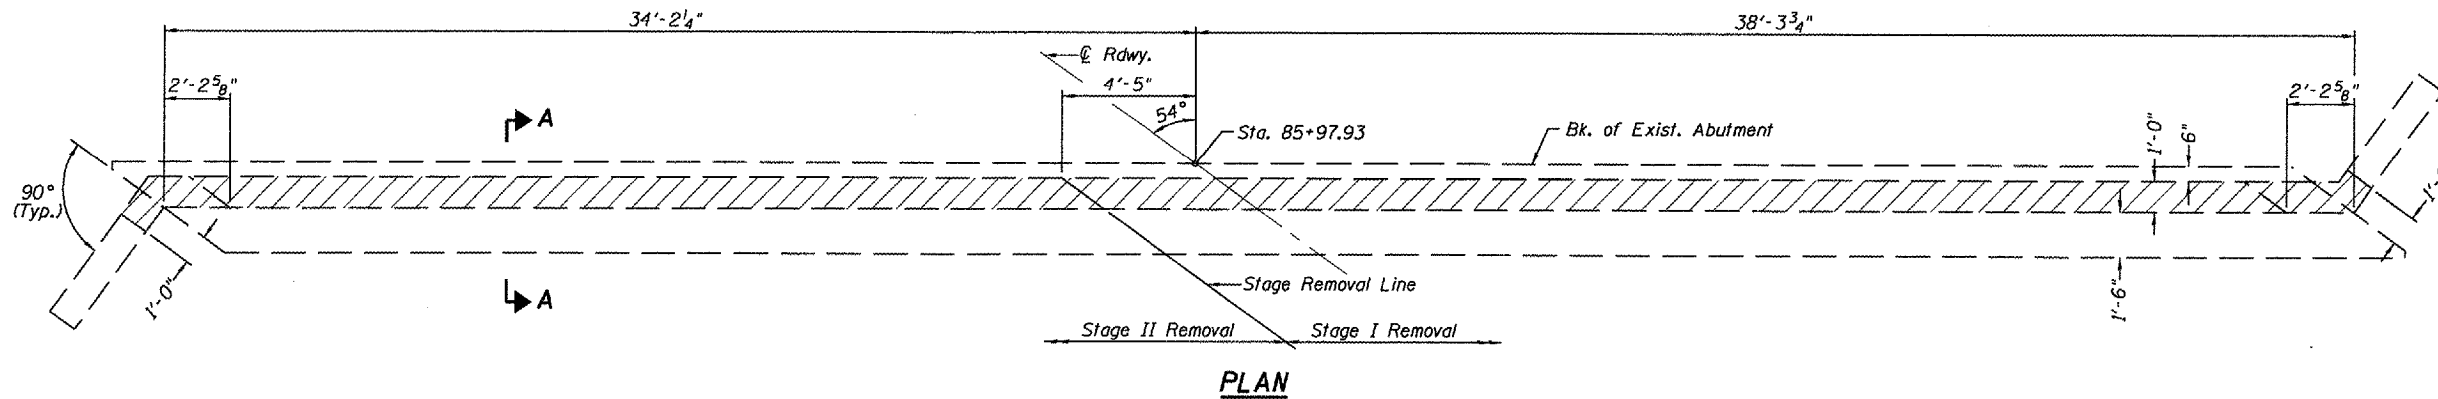 34'-2¼"
38'-3¾"
℄ Rdwy.
2'-2⅝"
4'-5"
2'-2⅝"
54°
A
Sta. 85+97.93
Bk. of Exist. Abutment
1'-0"
6"
90°
(Typ.)
1'-0"
A
Stage Removal Line
1'-6"
Stage II Removal
Stage I Removal
PLAN